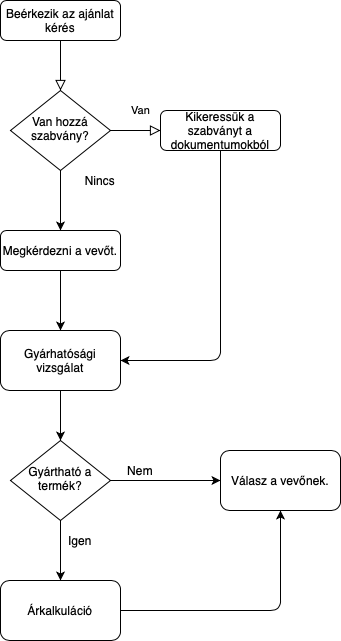 Beérkezik az ajánlat
kérés
Van hozzá
szabvány?
Van
Kikeressük a
szabványt a
dokumentumokból
Nincs
Megkérdezni a vevőt.
Gyárhatósági
vizsgálat
Gyártható a
termék?
Nem
Válasz a vevőnek.
Igen
Árkalkuláció